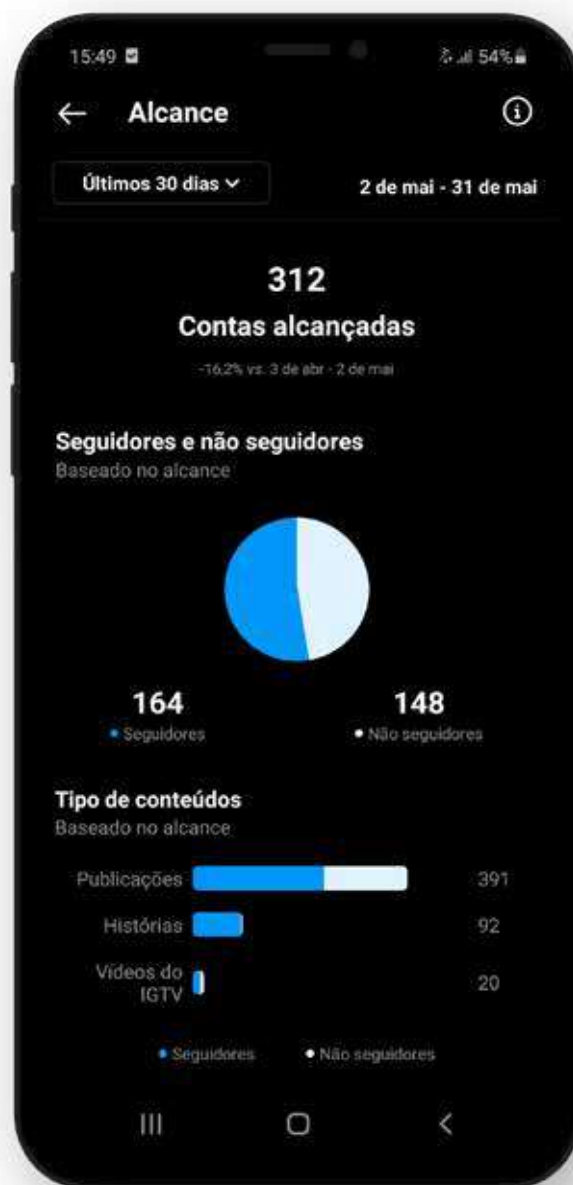 15:49
54%
Alcance
Últimos 30 dias
2 de mai - 31 de mai
312
Contas alcançadas
-16,2% vs. 3 de abr - 2 de mai
Seguidores e não seguidores
Baseado no alcance
164
148
Seguidores
Não seguidores
Tipo de conteúdos
Baseado no alcance
Publicações
391
Histórias
92
Vídeos do
IGTV
20
Seguidores
Não seguidores